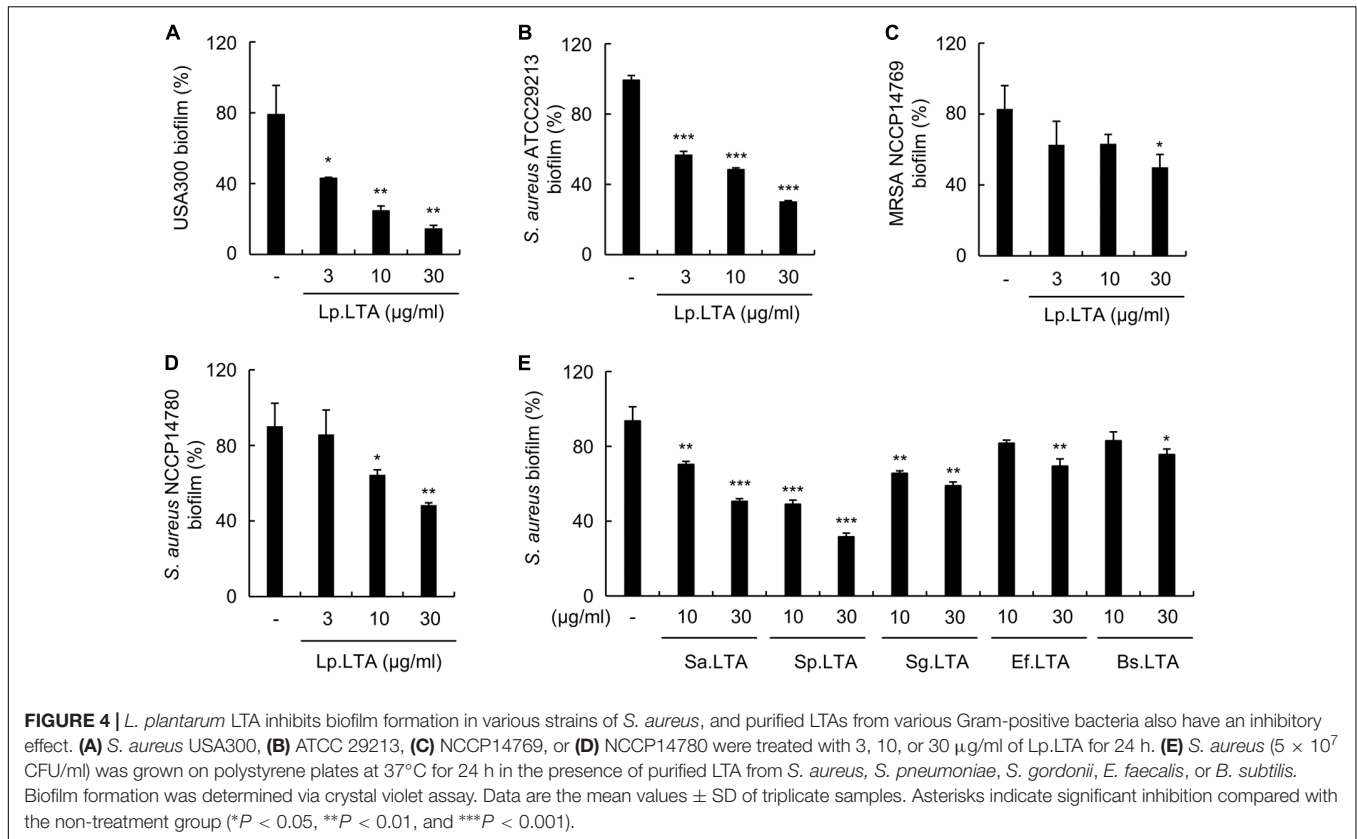 A
USA300 biofilm (%)
120
80
40
0
*
**
**
- 3 10 30
Lp.LTA (µg/ml)
B
S. aureus ATCC29213
biofilm (%)
120
80
40
0
***
***
***
- 3 10 30
Lp.LTA (µg/ml)
C
MRSA NCCP14769
biofilm (%)
120
80
40
0
*
- 3 10 30
Lp.LTA (µg/ml)
D
S. aureus NCCP14780
biofilm (%)
120
80
40
0
*
**
- 3 10 30
Lp.LTA (µg/ml)
E
S. aureus biofilm (%)
120
80
40
0
** *** *** *** ** ** ** *
(µg/ml) - 10 30 10 30 10 30 10 30 10 30
Sa.LTA Sp.LTA Sg.LTA Ef.LTA Bs.LTA
FIGURE 4 | L. plantarum LTA inhibits biofilm formation in various strains of S. aureus, and purified LTAs from various Gram-positive bacteria also have an inhibitory
effect. (A) S. aureus USA300, (B) ATCC 29213, (C) NCCP14769, or (D) NCCP14780 were treated with 3, 10, or 30 μg/ml of Lp.LTA for 24 h. (E) S. aureus (5 × 10⁷
CFU/ml) was grown on polystyrene plates at 37°C for 24 h in the presence of purified LTA from S. aureus, S. pneumoniae, S. gordonii, E. faecalis, or B. subtilis.
Biofilm formation was determined via crystal violet assay. Data are the mean values ± SD of triplicate samples. Asterisks indicate significant inhibition compared with
the non-treatment group (*P < 0.05, **P < 0.01, and ***P < 0.001).